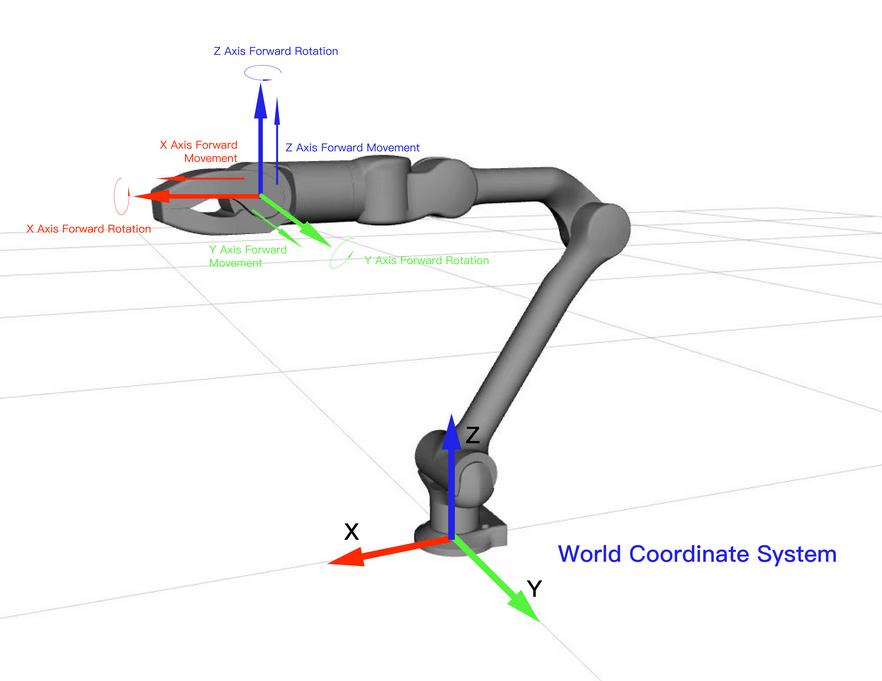 Z Axis Forward Rotation
X Axis Forward
Movement
Z Axis Forward Movement
X Axis Forward Rotation
Y Axis Forward
Movement
Y Axis Forward Rotation
Z
X
World Coordinate System
Y